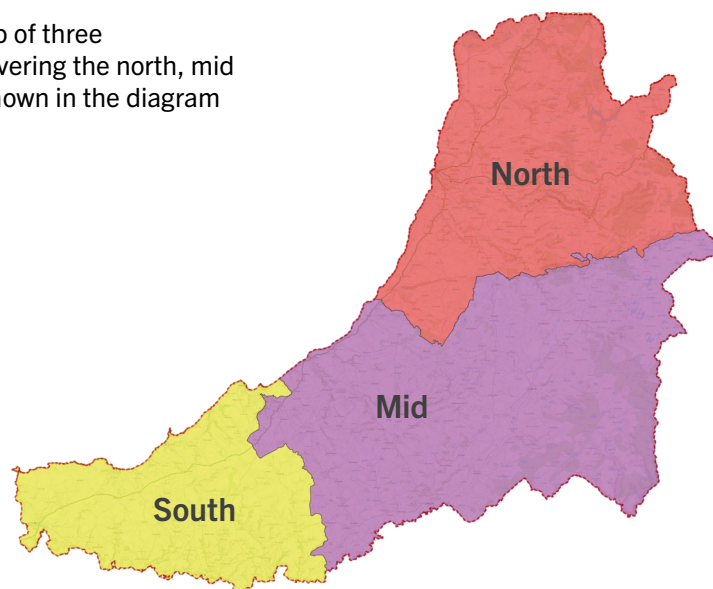 of three
vering the north, mid
own in the diagram
North
Mid
South